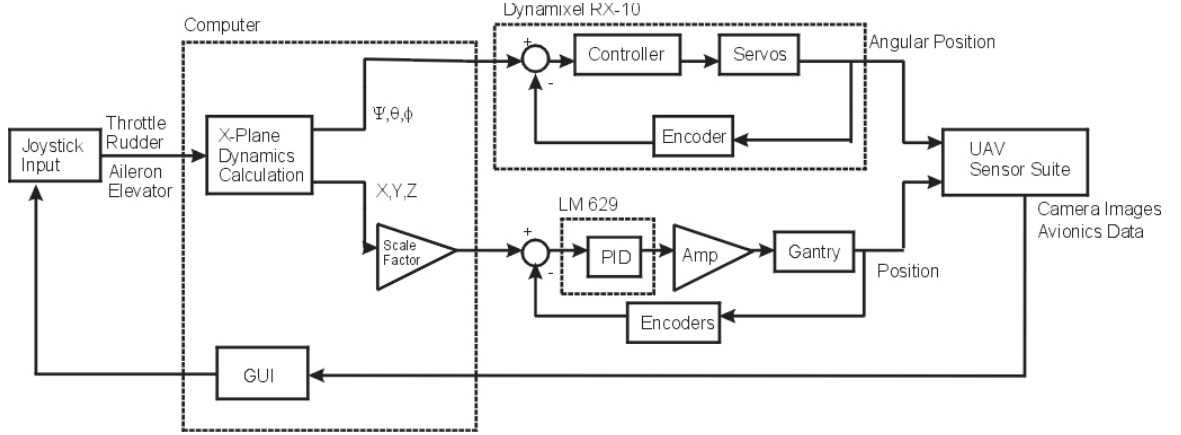 Dynamixel RX-10
Computer
+
-
Controller
Servos
Angular Position
Encoder
Ψ,θ,ϕ
Joystick
Input
Throttle
Rudder
Aileron
Elevator
X-Plane
Dynamics
Calculation
UAV
Sensor Suite
X,Y,Z
LM 629
Camera Images
Avionics Data
Scale
Factor
+
-
PID
Amp
Gantry
Position
Encoders
GUI